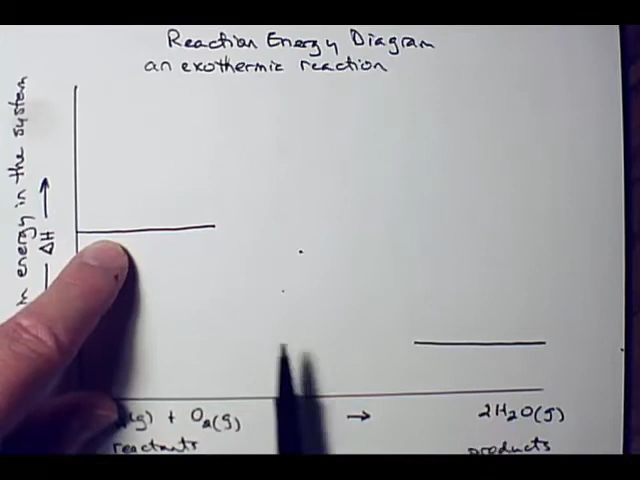 Reaction Energy Diagram
an exothermic reaction
energy in the system
ΔH →
(g) + O₂(g) → 2H₂O(g)
reactants products